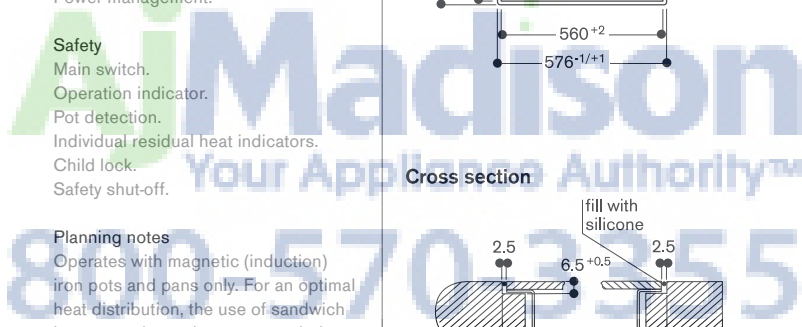 Power management.
Safety
Main switch.
Operation indicator.
Pot detection.
Individual residual heat indicators.
Child lock.
Safety shut-off.
Planning notes
Operates with magnetic (induction)
iron pots and pans only. For an optimal
heat distribution, the use of sandwich
560+2
576-1/+1
Cross section
fill with
silicone
2.5
6.5+0.5
2.5
AjMadison
Your Appliance Authority™
800-570-3355